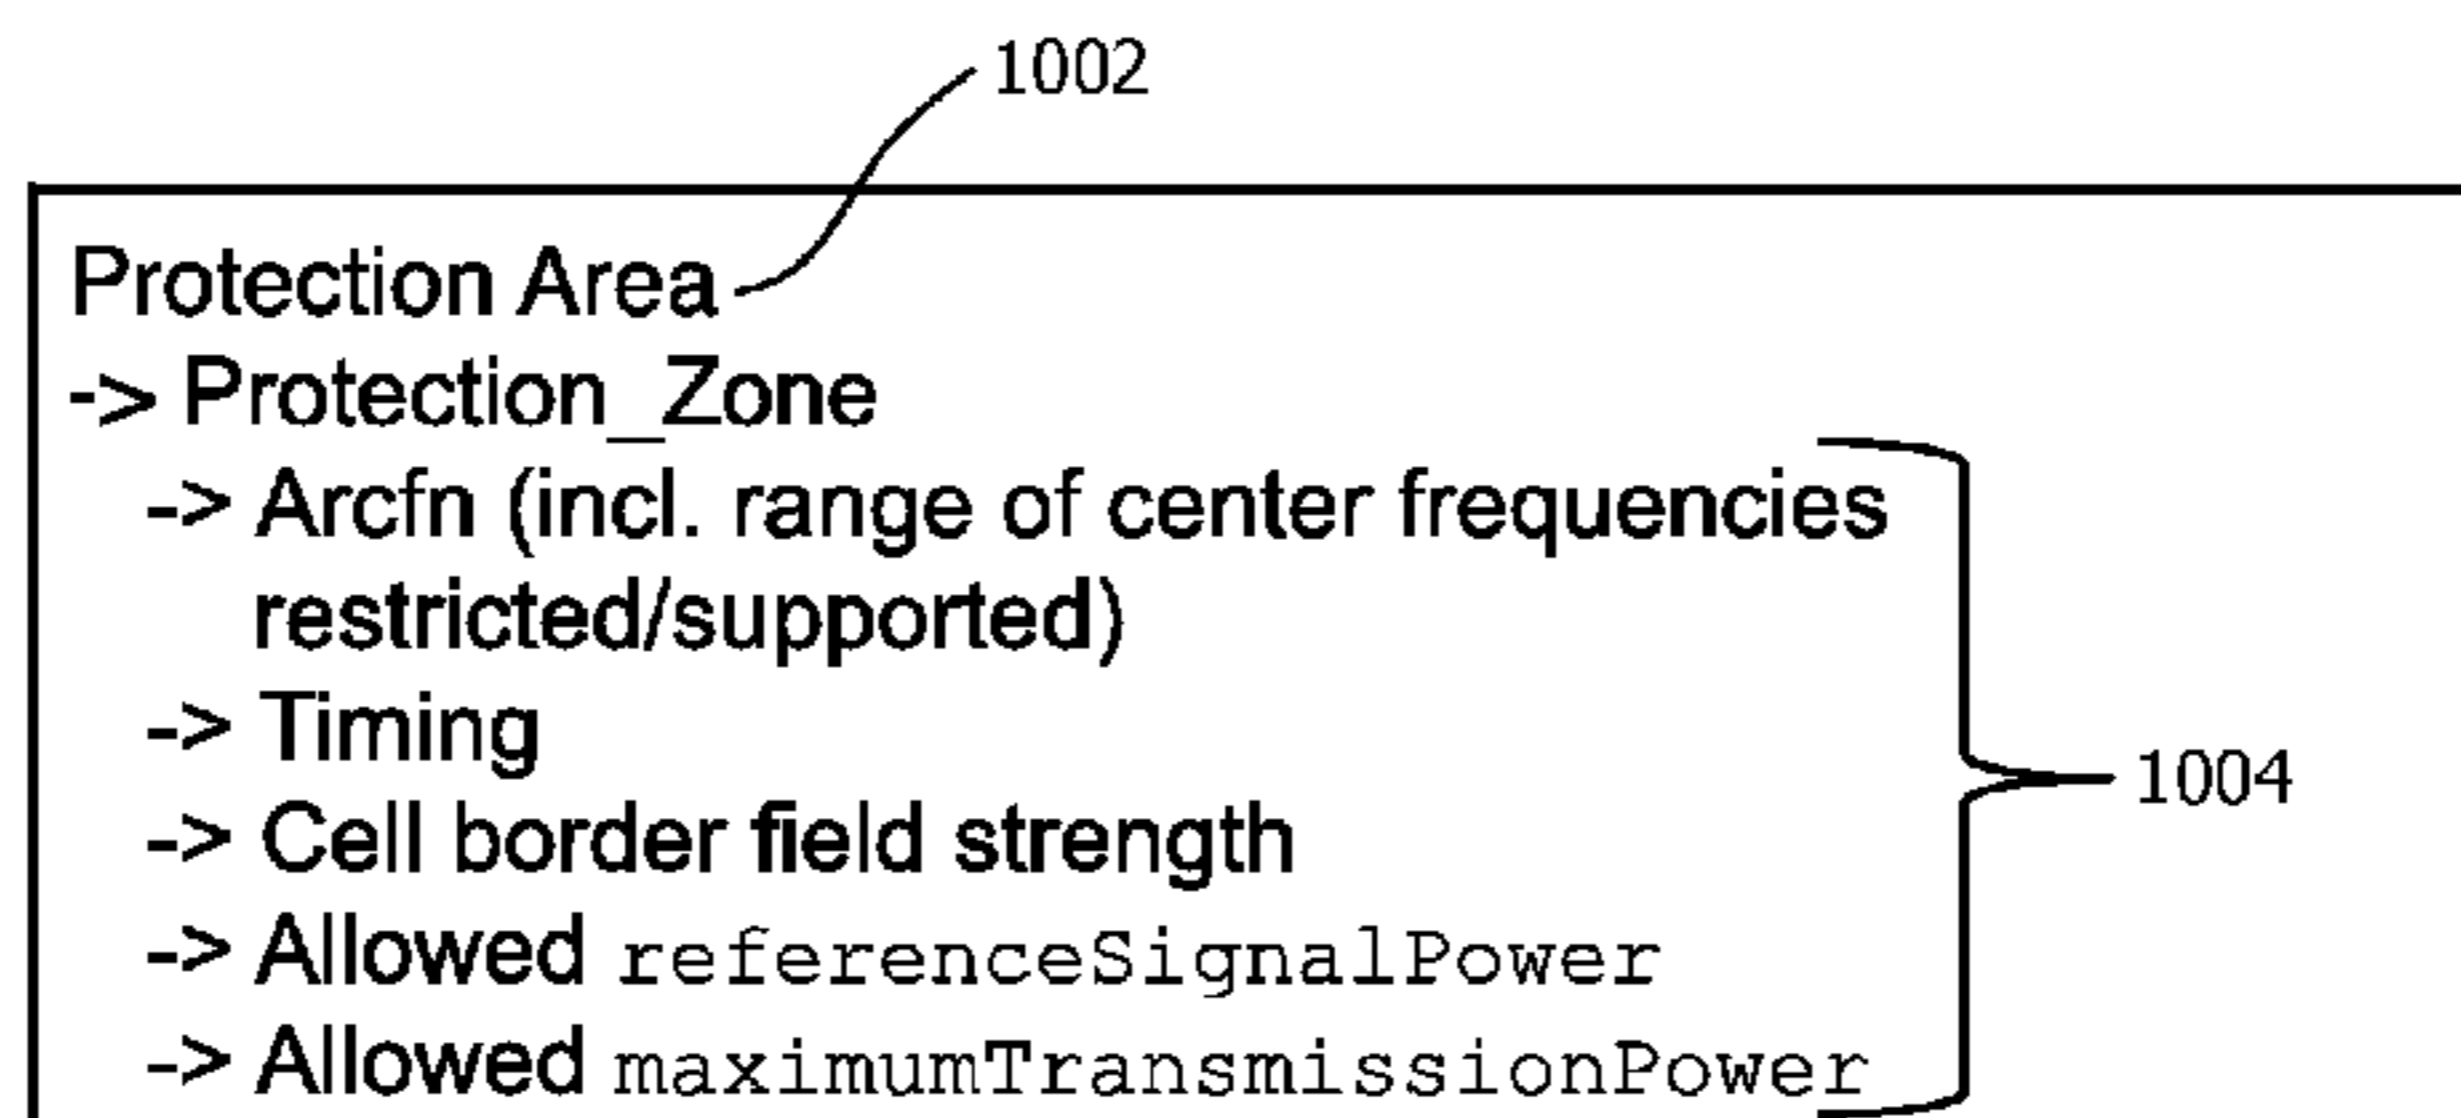 1002
Protection Area
-> Protection_Zone
-> Arcfn (incl. range of center frequencies
restricted/supported)
-> Timing
-> Cell border field strength
-> Allowed referenceSignalPower
-> Allowed maximumTransmissionPower
1004